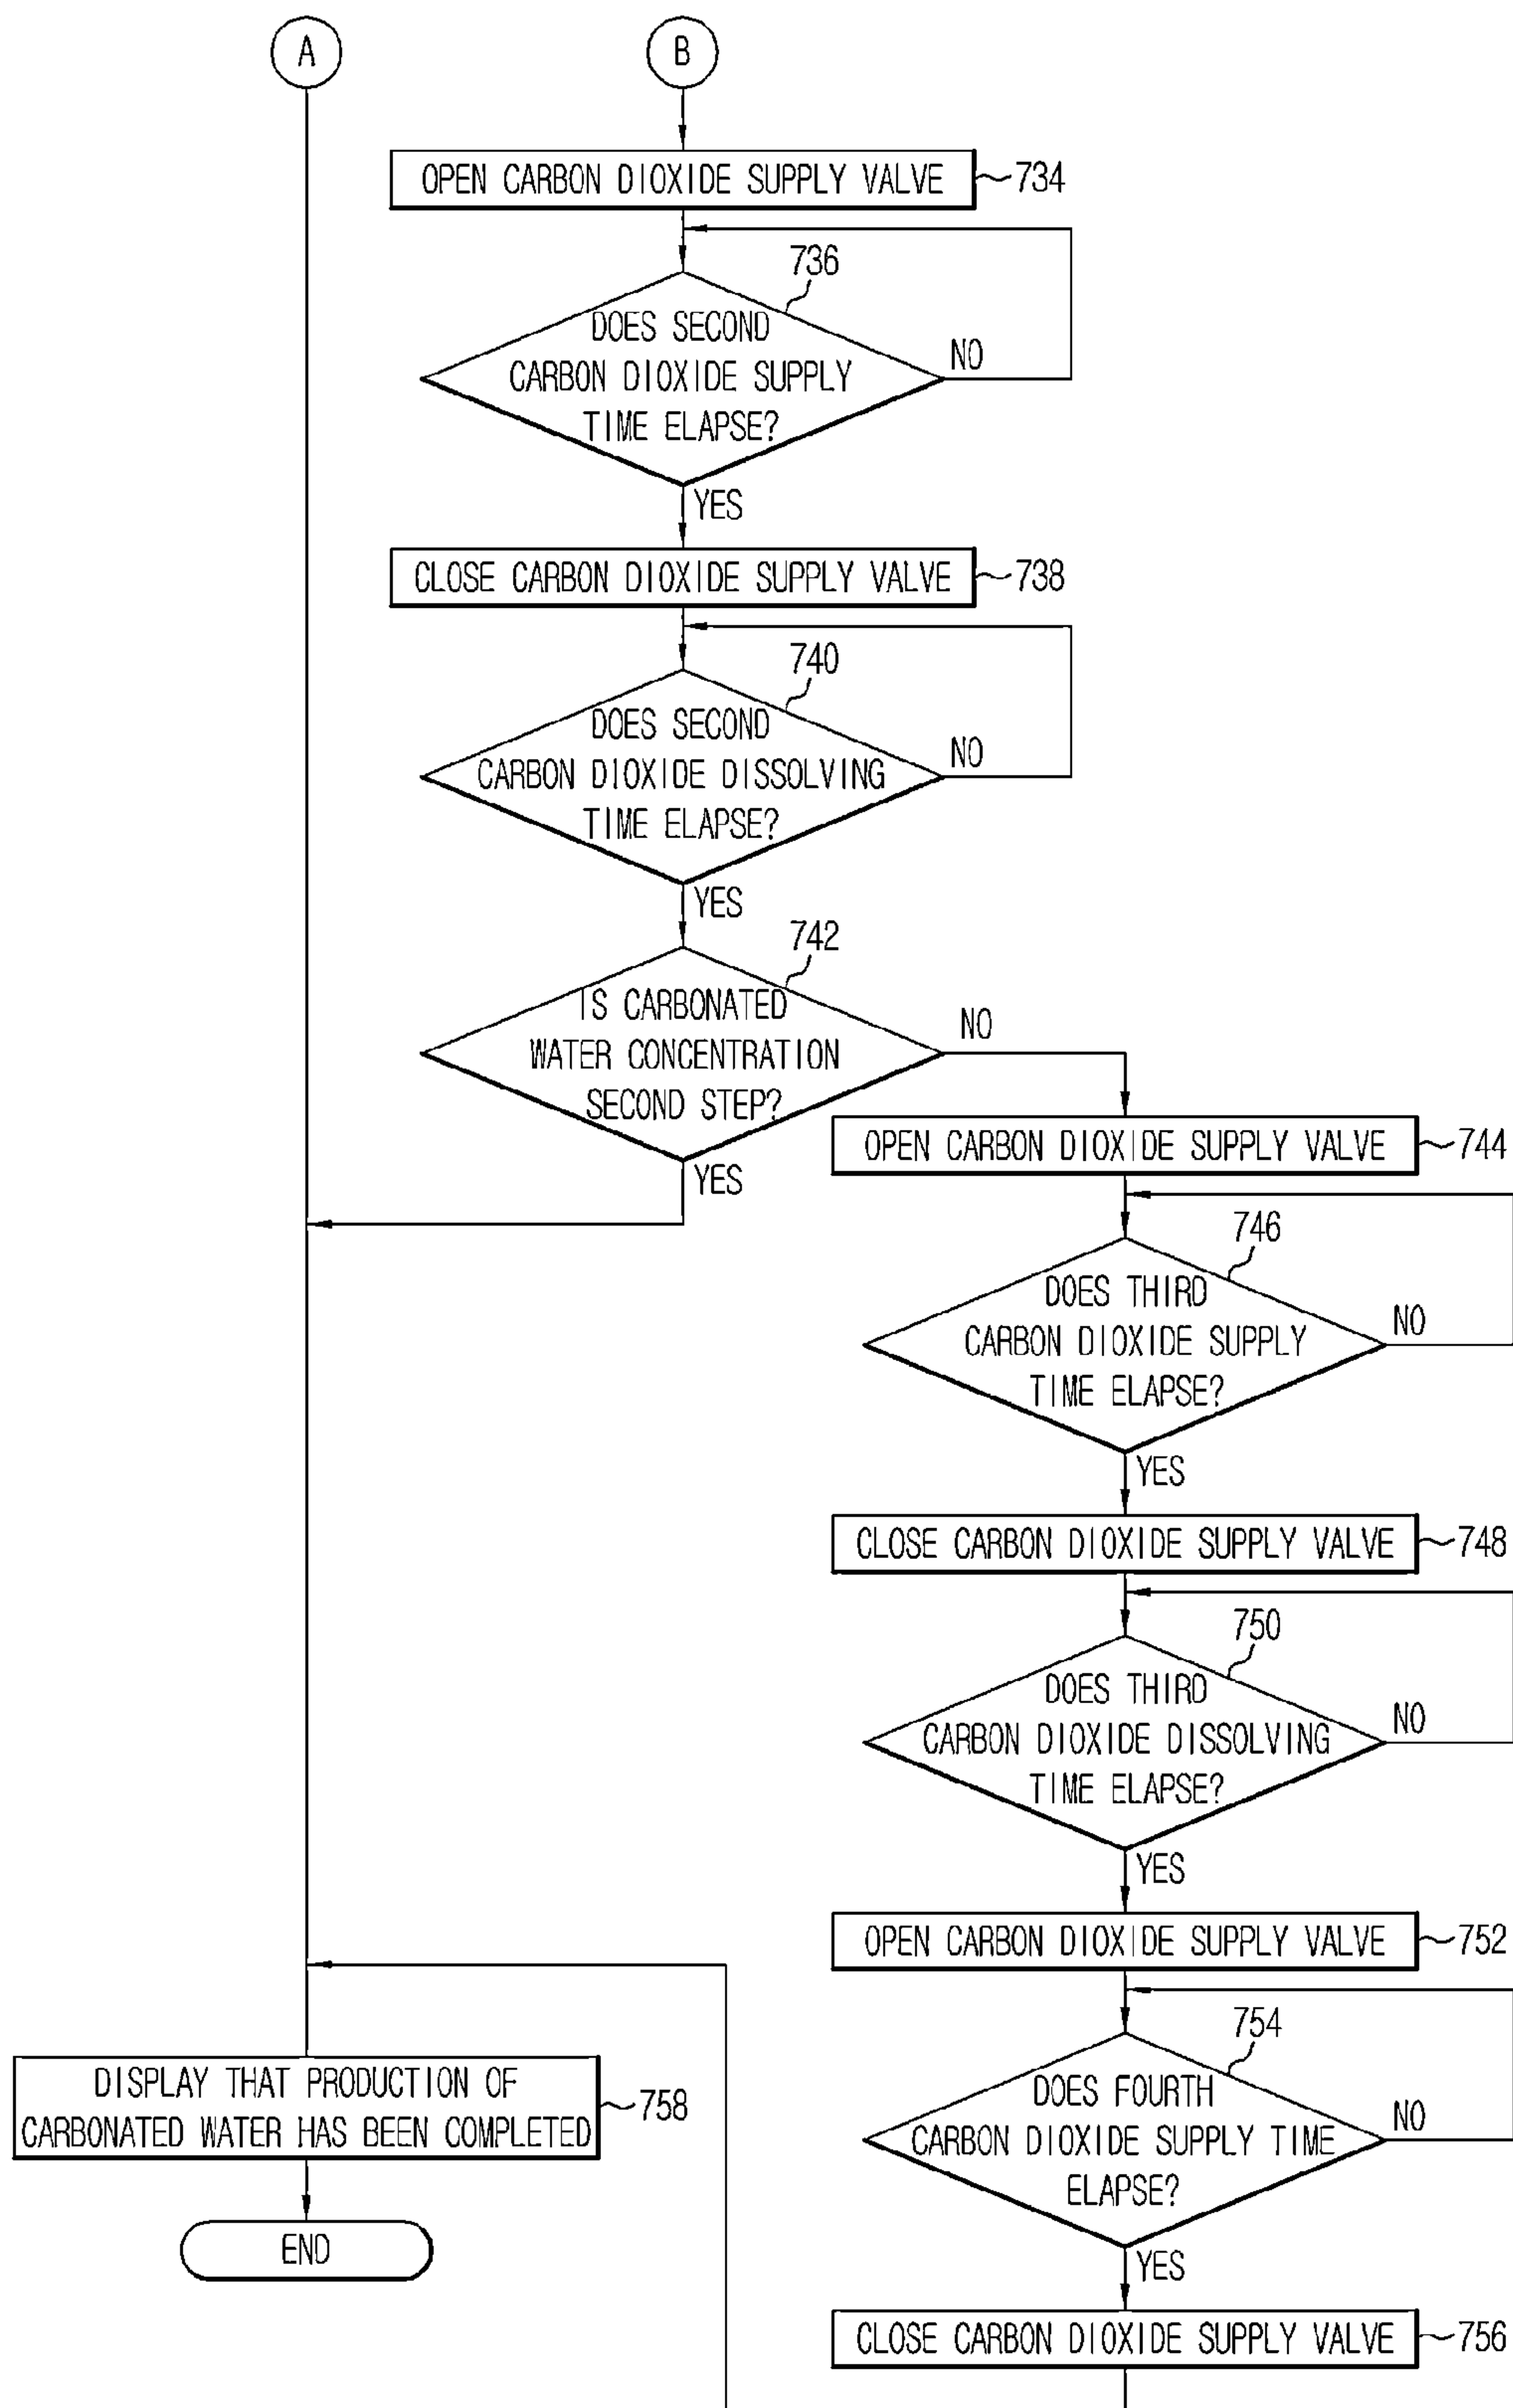 A
B
OPEN CARBON DIOXIDE SUPPLY VALVE
734
736
DOES SECOND
CARBON DIOXIDE SUPPLY
TIME ELAPSE?
NO
YES
CLOSE CARBON DIOXIDE SUPPLY VALVE
738
740
DOES SECOND
CARBON DIOXIDE DISSOLVING
TIME ELAPSE?
NO
YES
742
IS CARBONATED
WATER CONCENTRATION
SECOND STEP?
NO
YES
OPEN CARBON DIOXIDE SUPPLY VALVE
744
746
DOES THIRD
CARBON DIOXIDE SUPPLY
TIME ELAPSE?
NO
YES
CLOSE CARBON DIOXIDE SUPPLY VALVE
748
750
DOES THIRD
CARBON DIOXIDE DISSOLVING
TIME ELAPSE?
NO
YES
OPEN CARBON DIOXIDE SUPPLY VALVE
752
754
DOES FOURTH
CARBON DIOXIDE SUPPLY TIME
ELAPSE?
NO
YES
CLOSE CARBON DIOXIDE SUPPLY VALVE
756
DISPLAY THAT PRODUCTION OF
CARBONATED WATER HAS BEEN COMPLETED
758
END